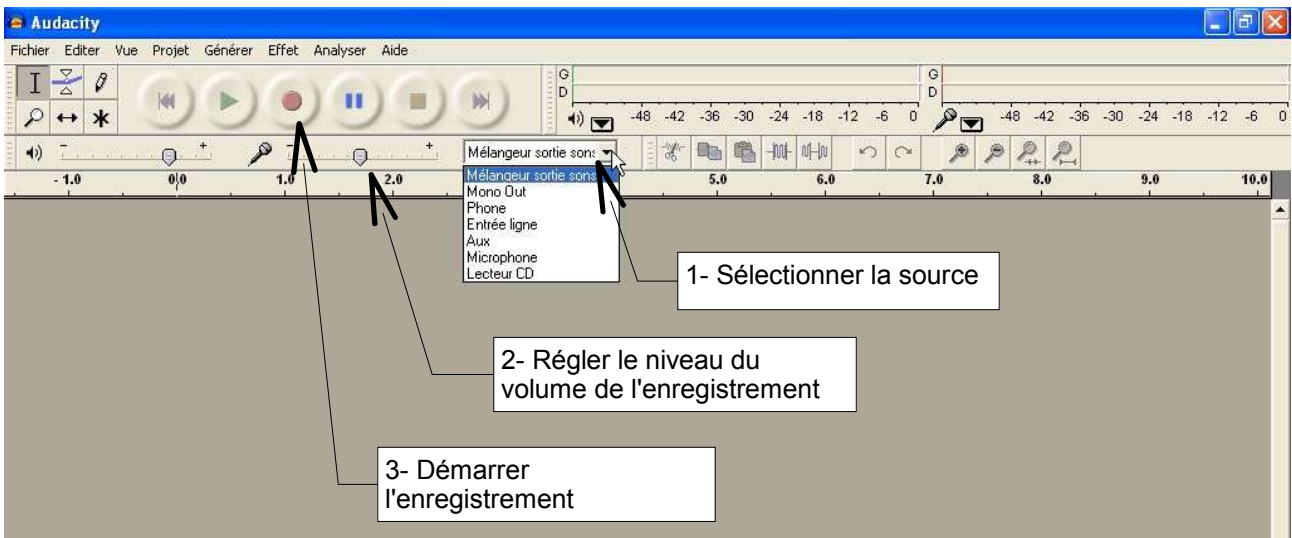 Audacity
Fichier Editer Vue Projet Générer Effet Analyser Aide
G
D
-48 -42 -36 -30 -24 -18 -12 -6 0
G
D
-48 -42 -36 -30 -24 -18 -12 -6 0
- +
- +
Mélangeur sortie sons
- 1.0 0,0 1.0 2.0 5.0 6.0 7.0 8.0 9.0 10.0
Mélangeur sortie sons
Mono Out
Phone
Entrée ligne
Aux
Microphone
Lecteur CD
1- Sélectionner la source
2- Régler le niveau du
volume de l'enregistrement
3- Démarrer
l'enregistrement